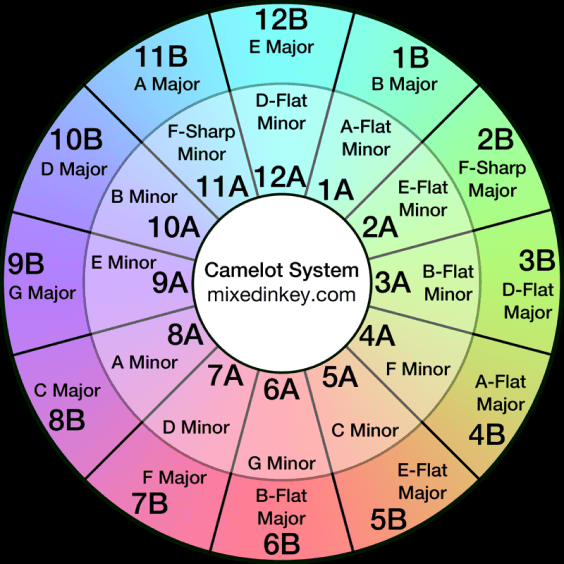 12B
E Major
1B
B Major
2B
F-Sharp
Major
3B
D-Flat
Major
A-Flat
Major
4B
E-Flat
Major
5B
B-Flat
Major
6B
F Major
7B
C Major
8B
9B
G Major
10B
D Major
11B
A Major
D-Flat
Minor
12A
A-Flat
Minor
1A
E-Flat
Minor
2A
B-Flat
Minor
3A
4A
F Minor
5A
C Minor
6A
G Minor
7A
D Minor
8A
A Minor
E Minor
9A
B Minor
10A
F-Sharp
Minor
11A
Camelot System
mixedinkey.com